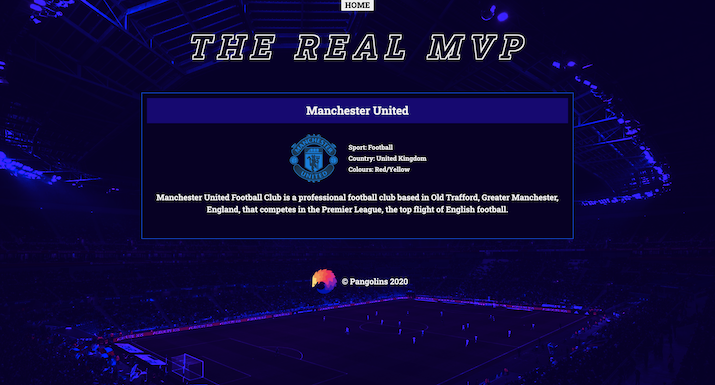 HOME
THE REAL MVP
Manchester United
MANCHESTER
UNITED
Sport: Football
Country: United Kingdom
Colours: Red/Yellow
Manchester United Football Club is a professional football club based in Old Trafford, Greater Manchester,
England, that competes in the Premier League, the top flight of English football.
© Pangolins 2020